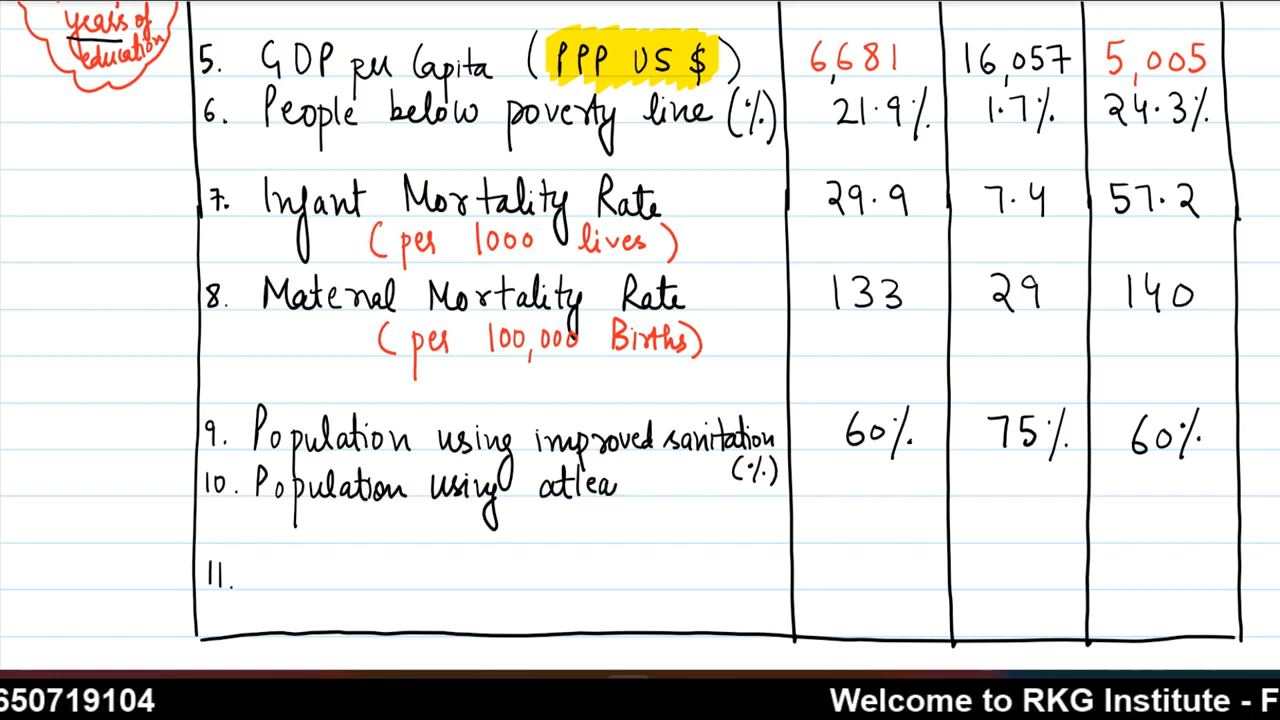 years of
education
5. GDP per Capita (PPP US $) 6,681 16,057 5,005
6. People below poverty line (%) 21.9% 1.7% 24.3%
7. Infant Mortality Rate 29.9 7.4 57.2
(per 1000 lives)
8. Maternal Mortality Rate 133 29 140
(per 100,000 Births)
9. Population using improved sanitation 60% 75% 60%
(%)
10. Population using atlea
11.
650719104 Welcome to RKG Institute - F